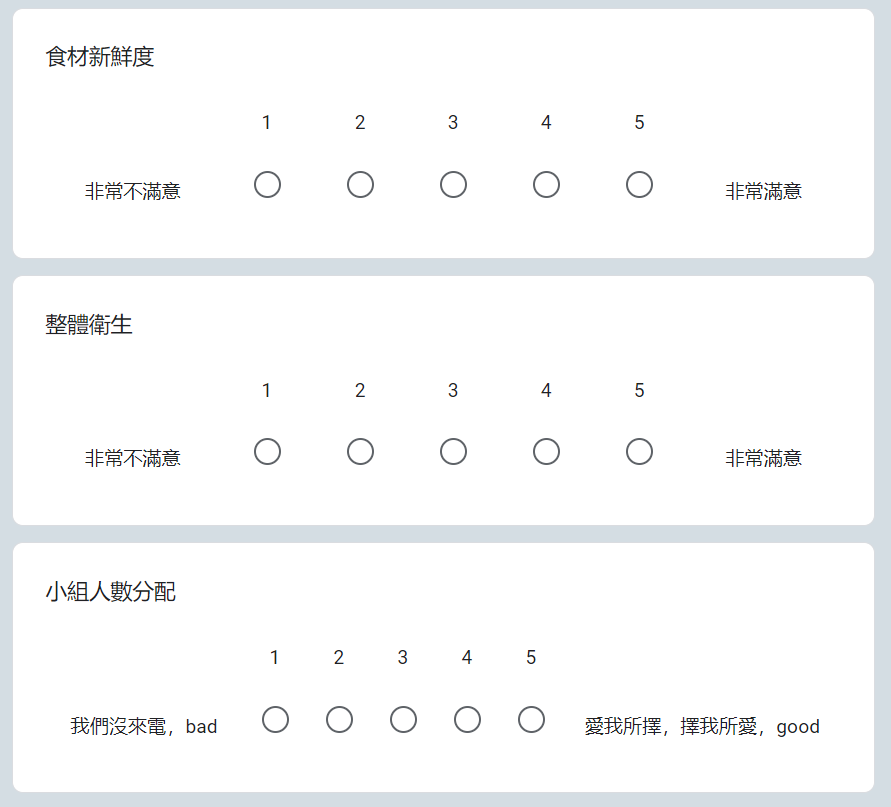 食材新鮮度
1 2 3 4 5
非常不滿意 非常滿意
整體衛生
1 2 3 4 5
非常不滿意 非常滿意
小組人數分配
1 2 3 4 5
我們沒來電，bad 愛我所擇，擇我所愛，good